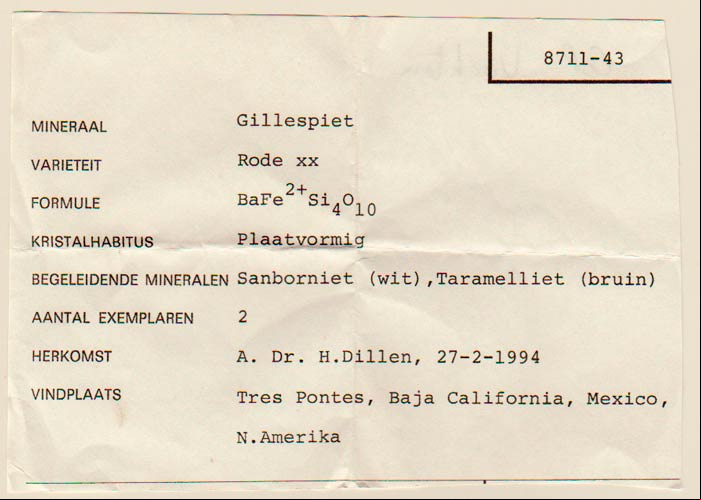 8711-43
MINERAAL Gillespiet
VARIETEIT Rode xx
FORMULE BaFe²⁺Si₄O₁₀
KRISTALHABITUS Plaatvormig
BEGELEIDENDE MINERALEN Sanborniet (wit),Taramelliet (bruin)
AANTAL EXEMPLAREN 2
HERKOMST A. Dr. H.Dillen, 27-2-1994
VINDPLAATS Tres Pontes, Baja California, Mexico,
N.Amerika